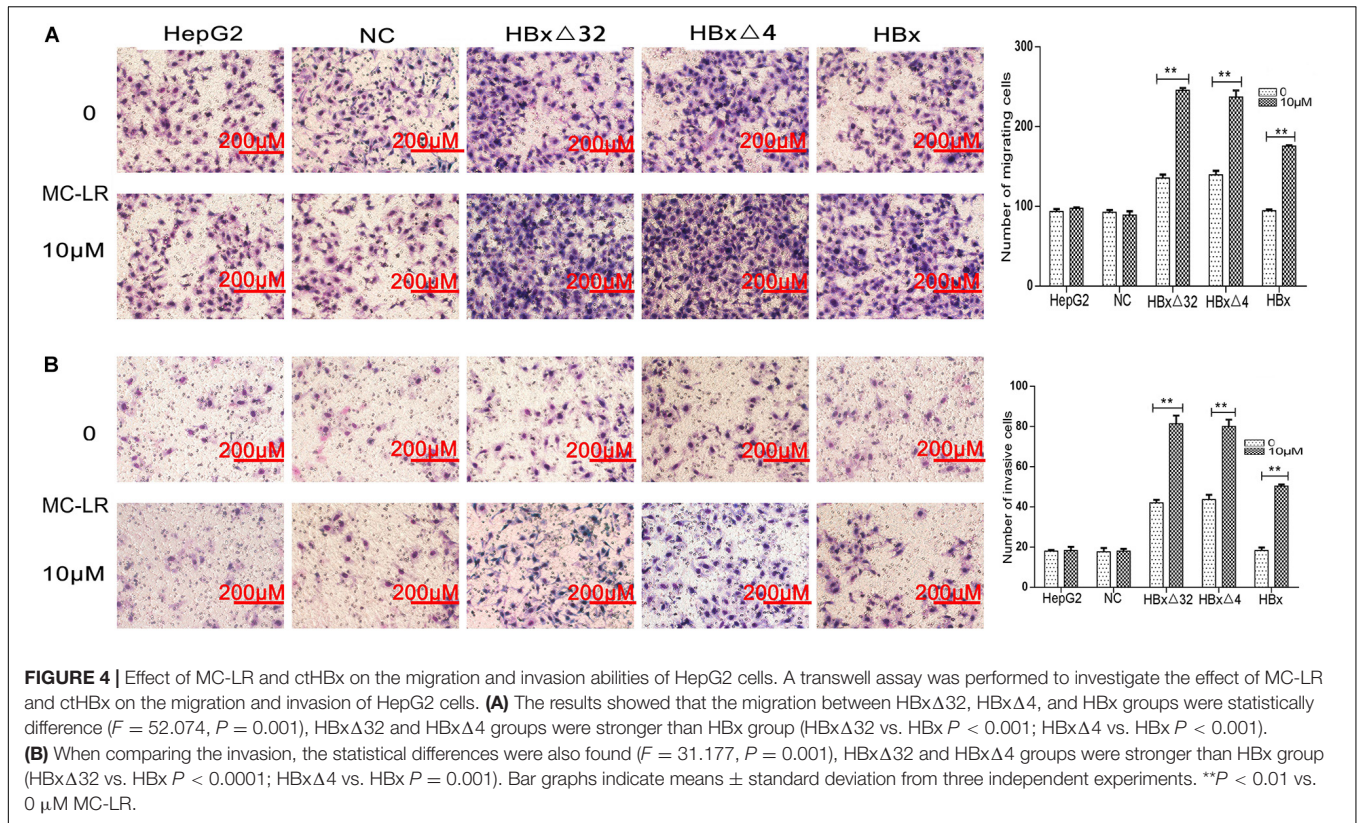 A
HepG2 NC HBx△32 HBx△4 HBx
0
200µM 200µM 200µM 200µM 200µM
MC-LR
10µM
200µM 200µM 200µM 200µM 200µM
Number of migrating cells
300
200
100
0
** ** **
0
10µM
HepG2 NC HBx△32 HBx△4 HBx
B
0
200µM 200µM 200µM 200µM 200µM
MC-LR
10µM
200µM 200µM 200µM 200µM 200µM
Number of invasive cells
100
80
60
40
20
0
** ** **
0
10µM
HepG2 NC HBx△32 HBx△4 HBx
FIGURE 4 | Effect of MC-LR and ctHBx on the migration and invasion abilities of HepG2 cells. A transwell assay was performed to investigate the effect of MC-LR
and ctHBx on the migration and invasion of HepG2 cells. (A) The results showed that the migration between HBxΔ32, HBxΔ4, and HBx groups were statistically
difference (F = 52.074, P = 0.001), HBxΔ32 and HBxΔ4 groups were stronger than HBx group (HBxΔ32 vs. HBx P < 0.001; HBxΔ4 vs. HBx P < 0.001).
(B) When comparing the invasion, the statistical differences were also found (F = 31.177, P = 0.001), HBxΔ32 and HBxΔ4 groups were stronger than HBx group
(HBxΔ32 vs. HBx P < 0.0001; HBxΔ4 vs. HBx P = 0.001). Bar graphs indicate means ± standard deviation from three independent experiments. **P < 0.01 vs.
0 μM MC-LR.